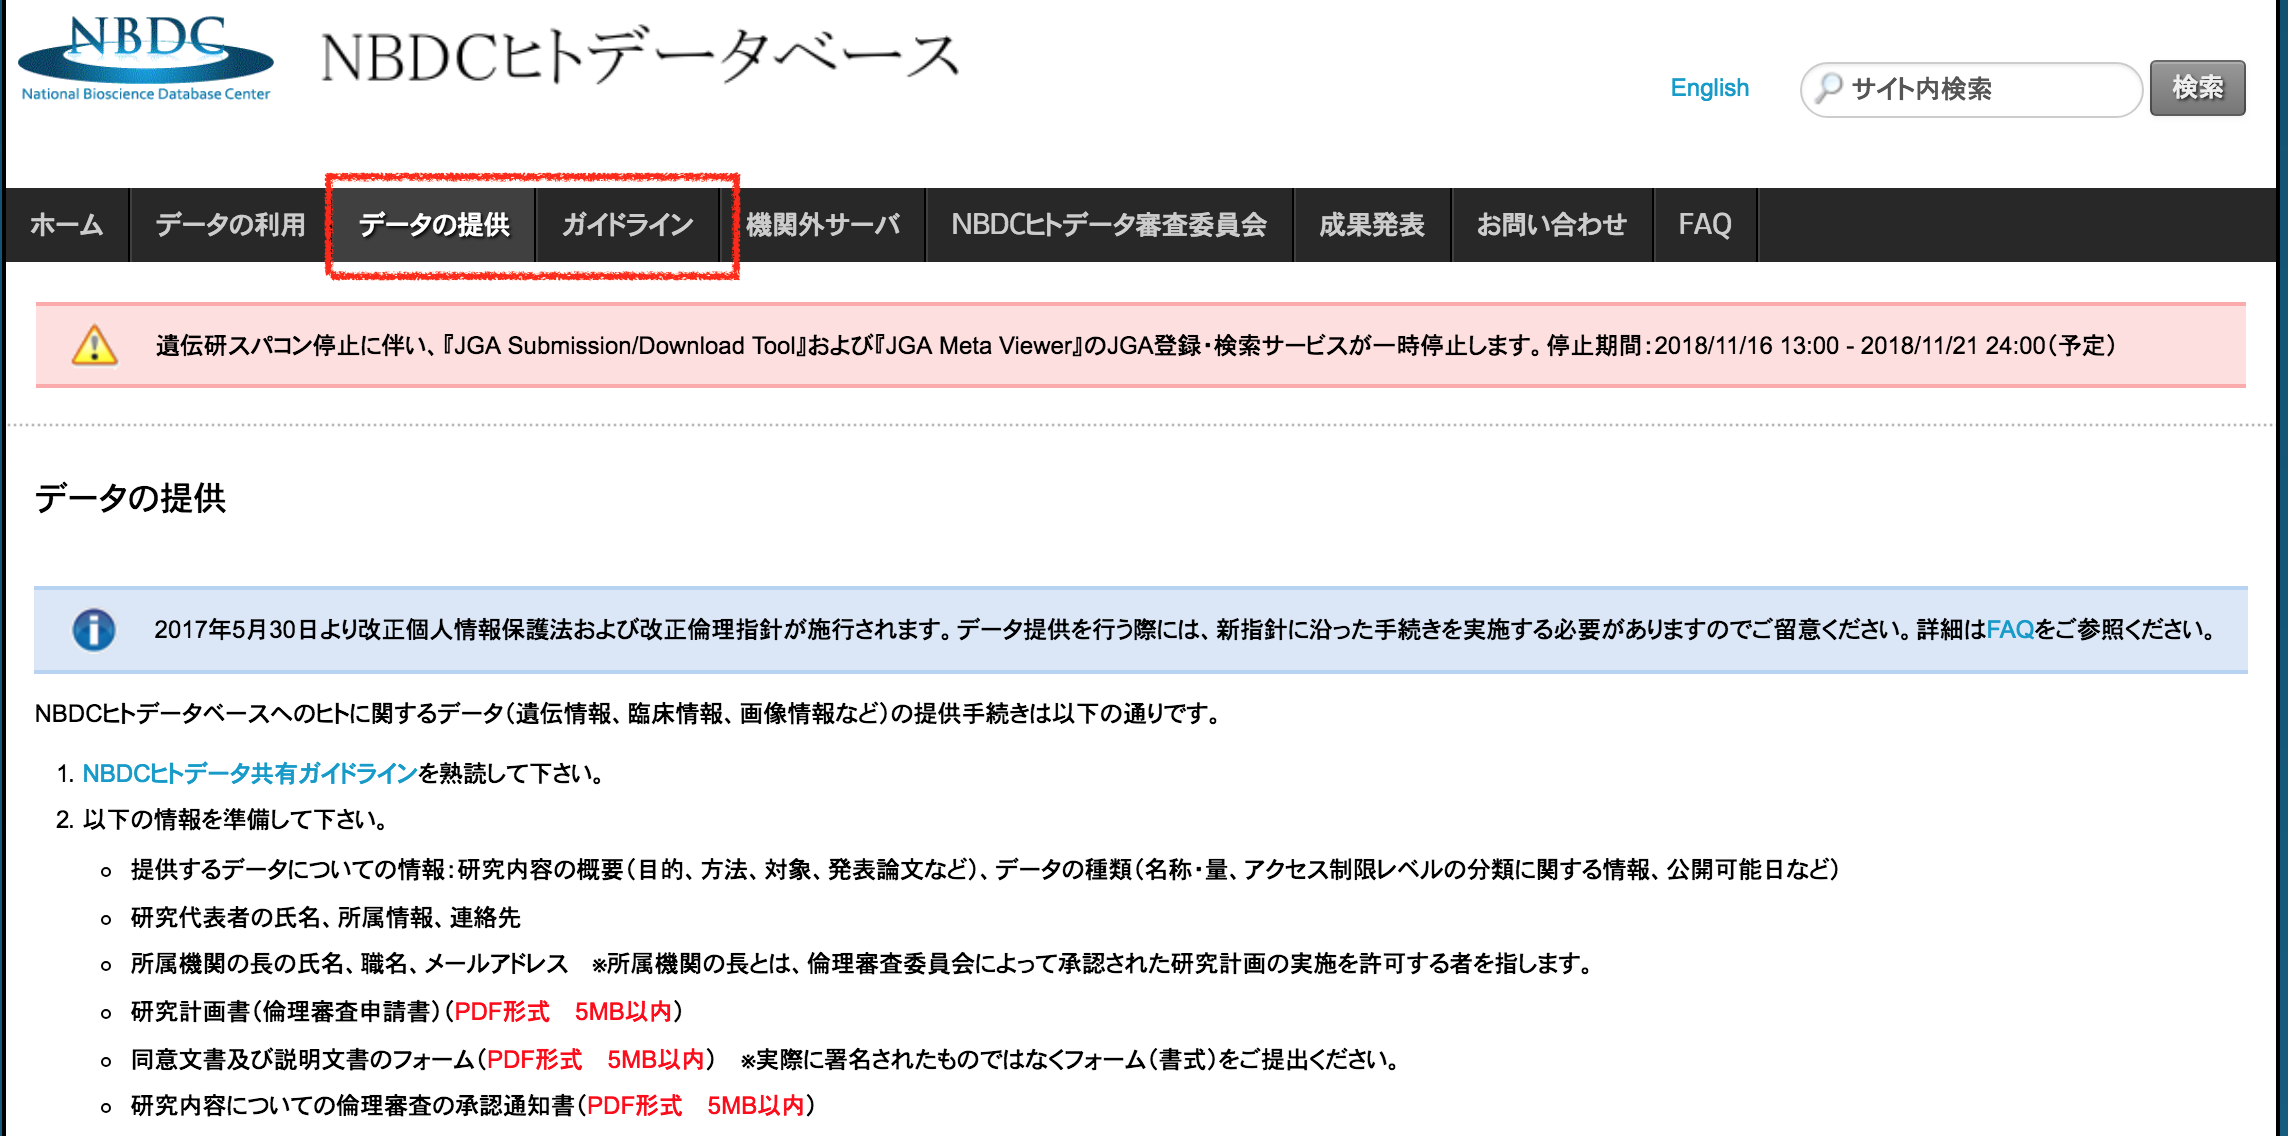 NBDC
National Bioscience Database Center
NBDCヒトデータベース
English
サイト内検索
検索
ホーム
データの利用
データの提供
ガイドライン
機関外サーバ
NBDCヒトデータ審査委員会
成果発表
お問い合わせ
FAQ
遺伝研スパコン停止に伴い、『JGA Submission/Download Tool』および『JGA Meta Viewer』のJGA登録・検索サービスが一時停止します。停止期間：2018/11/16 13:00 - 2018/11/21 24:00（予定）
データの提供
2017年5月30日より改正個人情報保護法および改正倫理指針が施行されます。データ提供を行う際には、新指針に沿った手続きを実施する必要がありますのでご留意ください。詳細はFAQをご参照ください。
NBDCヒトデータベースへのヒトに関するデータ（遺伝情報、臨床情報、画像情報など）の提供手続きは以下の通りです。
1. NBDCヒトデータ共有ガイドラインを熟読して下さい。
2. 以下の情報を準備して下さい。
提供するデータについての情報：研究内容の概要（目的、方法、対象、発表論文など）、データの種類（名称・量、アクセス制限レベルの分類に関する情報、公開可能日など）
研究代表者の氏名、所属情報、連絡先
所属機関の長の氏名、職名、メールアドレス　※所属機関の長とは、倫理審査委員会によって承認された研究計画の実施を許可する者を指します。
研究計画書（倫理審査申請書）（PDF形式　5MB以内）
同意文書及び説明文書のフォーム（PDF形式　5MB以内）　※実際に署名されたものではなくフォーム（書式）をご提出ください。
研究内容についての倫理審査の承認通知書（PDF形式　5MB以内）